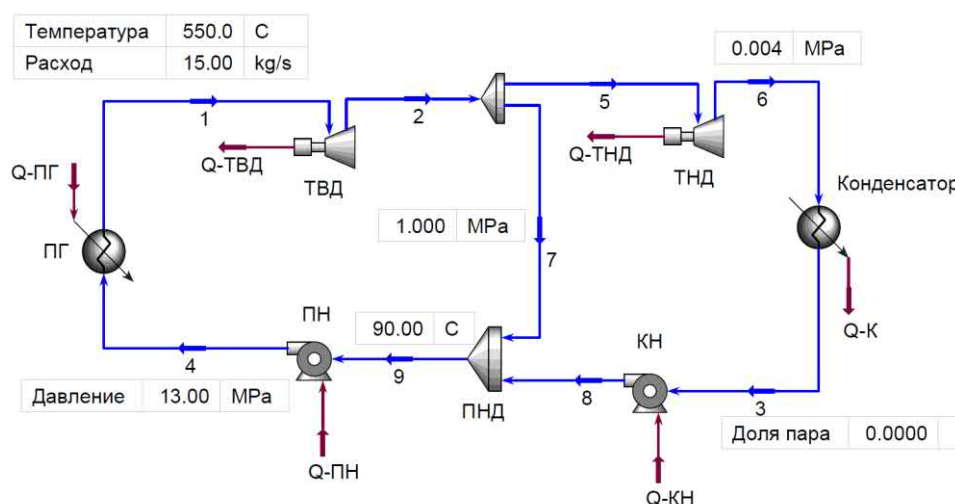 Температура 550.0 C
Расход 15.00 kg/s
0.004 MPa
1
2
5
6
Q-ТВД
ТВД
Q-ТНД
ТНД
Q-ПГ
Конденсатор
ПГ
1.000 MPa
7
Q-К
ПН
90.00 C
КН
4
9
8
3
ПНД
Давление 13.00 MPa
Доля пара 0.0000
Q-ПН
Q-КН